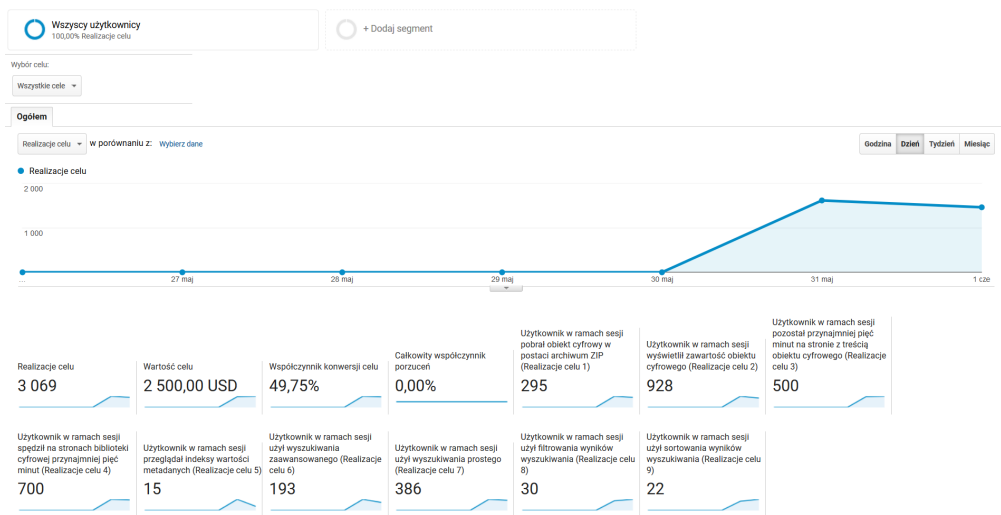 Wszyscy użytkownicy
100,00% Realizacje celu
+ Dodaj segment
Wybór celu:
Wszystkie cele
Ogółem
Realizacje celu
w porównaniu z:
Wybierz dane
Godzina
Dzień
Tydzień
Miesiąc
Realizacje celu
2 000
1 000
...
27 maj
28 maj
29 maj
30 maj
31 maj
1 cze
Realizacje celu
3 069
Wartość celu
2 500,00 USD
Współczynnik konwersji celu
49,75%
Całkowity współczynnik
porzuceń
0,00%
Użytkownik w ramach sesji
pobrał obiekt cyfrowy w
postaci archiwum ZIP
(Realizacje celu 1)
295
Użytkownik w ramach sesji
wyświetlił zawartość obiektu
cyfrowego (Realizacje celu 2)
928
Użytkownik w ramach sesji
pozostał przynajmniej pięć
minut na stronie z treścią
obiektu cyfrowego (Realizacje
celu 3)
500
Użytkownik w ramach sesji
spędził na stronach biblioteki
cyfrowej przynajmniej pięć
minut (Realizacje celu 4)
700
Użytkownik w ramach sesji
przeglądał indeksy wartości
metadanych (Realizacje celu 5)
15
Użytkownik w ramach sesji
użył wyszukiwania
zaawansowanego (Realizacje
celu 6)
193
Użytkownik w ramach sesji
użył wyszukiwania prostego
(Realizacje celu 7)
386
Użytkownik w ramach sesji
użył filtrowania wyników
wyszukiwania (Realizacje celu
8)
30
Użytkownik w ramach sesji
użył sortowania wyników
wyszukiwania (Realizacje celu
9)
22